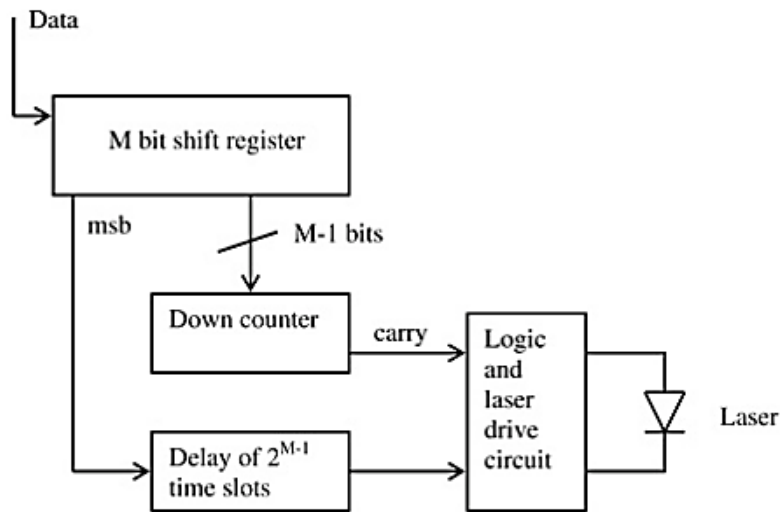 Data
M bit shift register
msb
M-1 bits
Down counter
carry
Logic
and
laser
drive
circuit
Laser
Delay of 2^{M-1}
time slots